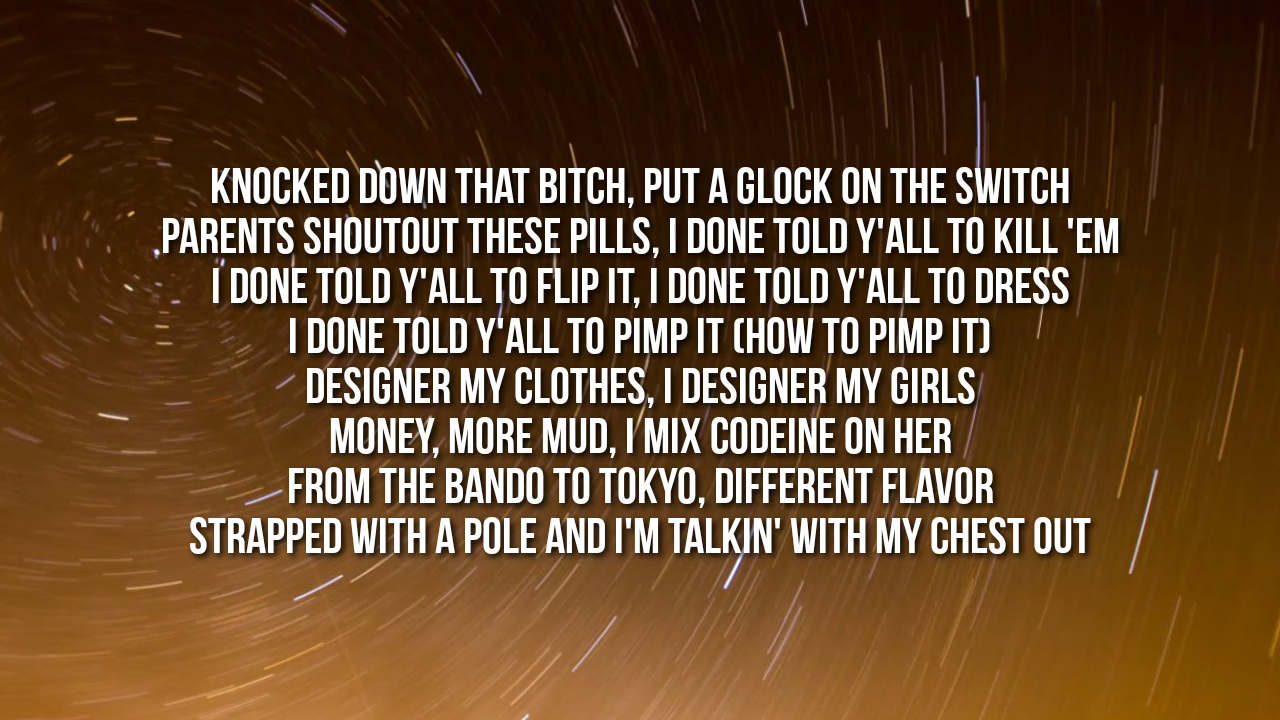 KNOCKED DOWN THAT BITCH, PUT A GLOCK ON THE SWITCH
PARENTS SHOUTOUT THESE PILLS, I DONE TOLD Y'ALL TO KILL 'EM
I DONE TOLD Y'ALL TO FLIP IT, I DONE TOLD Y'ALL TO DRESS
I DONE TOLD Y'ALL TO PIMP IT (HOW TO PIMP IT)
DESIGNER MY CLOTHES, I DESIGNER MY GIRLS
MONEY, MORE MUD, I MIX CODEINE ON HER
FROM THE BANDO TO TOKYO, DIFFERENT FLAVOR
STRAPPED WITH A POLE AND I'M TALKIN' WITH MY CHEST OUT